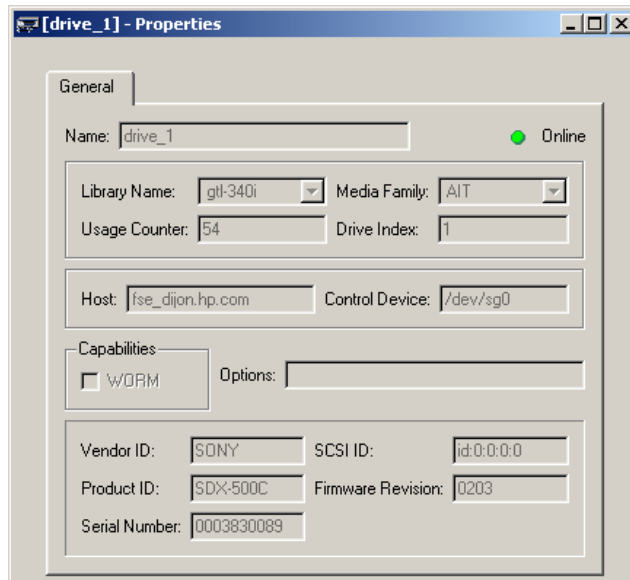 [drive_1] - Properties
General
Name: drive_1 Online
Library Name: gtl-340i Media Family: AIT
Usage Counter: 54 Drive Index: 1
Host: fse_dijon.hp.com Control Device: /dev/sg0
Capabilities
WORM Options:
Vendor ID: SONY SCSI ID: id:0:0:0:0
Product ID: SDX-500C Firmware Revision: 0203
Serial Number: 0003830089